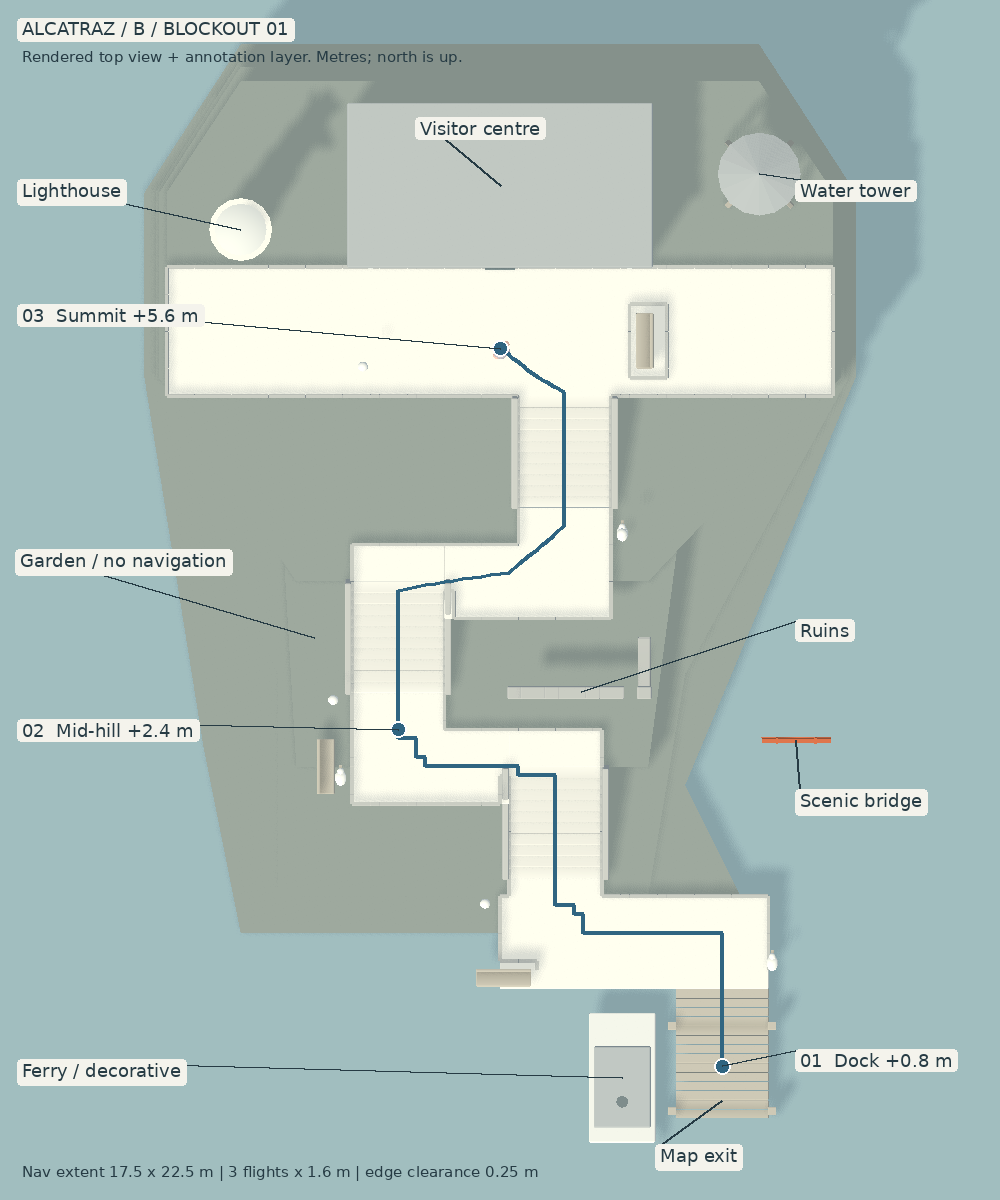 ALCATRAZ / B / BLOCKOUT 01
Rendered top view + annotation layer. Metres; north is up.
Visitor centre
Lighthouse
Water tower
03 Summit +5.6 m
Garden / no navigation
Ruins
02 Mid-hill +2.4 m
Scenic bridge
01 Dock +0.8 m
Ferry / decorative
Map exit
Nav extent 17.5 x 22.5 m | 3 flights x 1.6 m | edge clearance 0.25 m